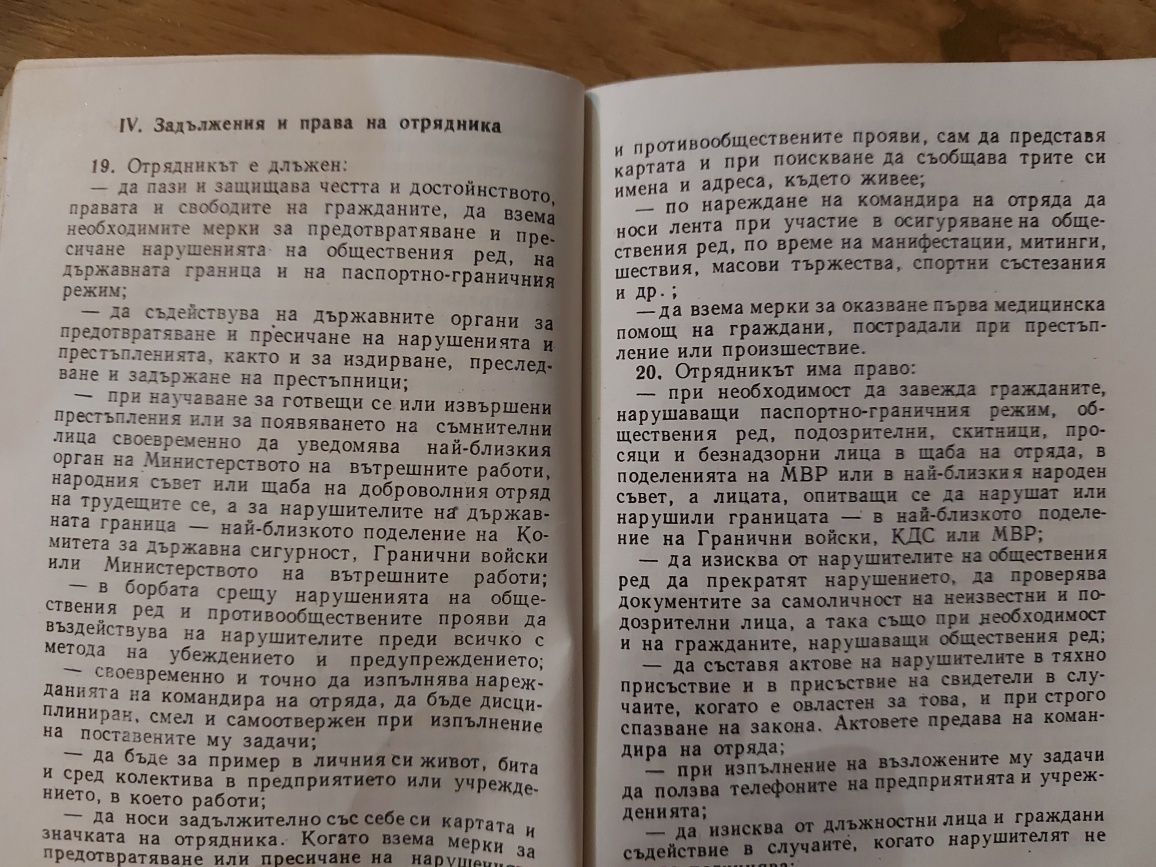 IV. Задължения и права на отрядника
19. Отрядникът е длъжен:
— да пази и защищава честта и достойнството,
правата и свободите на гражданите, да взема
необходимите мерки за предотвратяване и пре-
сичане нарушенията на обществения ред, на
държавната граница и на паспортно-граничния
режим;
— да съдействува на държавните органи за
предотвратяване и пресичане на нарушенията и
престъпленията, както и за издирване, преслед-
ване и задържане на престъпници;
— при научаване за готвещи се или извършени
престъпления или за появяването на съмнителни
лица своевременно да уведомява най-близкия
орган на Министерството на вътрешните работи,
народния съвет или щаба на доброволния отряд
на трудещите се, а за нарушителите на държав-
ната граница — най-близкото поделение на Ко-
митета за държавна сигурност, Гранични войски
или Министерството на вътрешните работи;
— в борбата срещу нарушенията на обще-
ствения ред и противообществените прояви да
въздействува на нарушителите преди всичко с
метода на убеждението и предупреждението;
— своевременно и точно да изпълнява нареж-
данията на командира на отряда, да бъде дисци-
плиниран, смел и самоотвержен при изпълнение
на поставените му задачи;
— да бъде за пример в личния си живот, бита
и сред колектива в предприятието или учрежде-
нието, в което работи;
— да носи задължително със себе си картата и
значката на отрядника. Когато взема мерки за
предотвратяване или пресичане на нарушения
и противообществените прояви, сам да представя
картата и при поискване да съобщава трите си
имена и адреса, където живее;
— по нареждане на командира на отряда да
носи лента при участие в осигуряване на обще-
ствения ред, по време на манифестации, митинги,
шествия, масови тържества, спортни състезания
и др.;
—да взема мерки за оказване първа медицинска
помощ на граждани, пострадали при престъп-
ление или произшествие.
20. Отрядникът има право:
— при необходимост да завежда гражданите,
нарушаващи паспортно-граничния режим, об-
ществения ред, подозрителни, скитници, про-
сяци и безнадзорни лица в щаба на отряда, в
поделенията на МВР или в най-близкия народен
съвет, а лицата, опитващи се да нарушат или
нарушили границата — в най-близкото поделе-
ние на Гранични войски, КДС или МВР;
— да изисква от нарушителите на обществения
ред да прекратят нарушението, да проверява
документите за самоличност на неизвестни и по-
дозрителни лица, а така също при необходимост
и на гражданите, нарушаващи обществения ред;
— да съставя актове на нарушителите в тяхно
присъствие и в присъствие на свидетели в слу-
чаите, когато е овластен за това, и при строго
спазване на закона. Актовете предава на коман-
дира на отряда;
— при изпълнение на възложените му задачи
да ползва телефоните на предприятията и учреж-
денията;
— да изисква от длъжностни лица и граждани
съдействие в случаите, когато нарушителят не